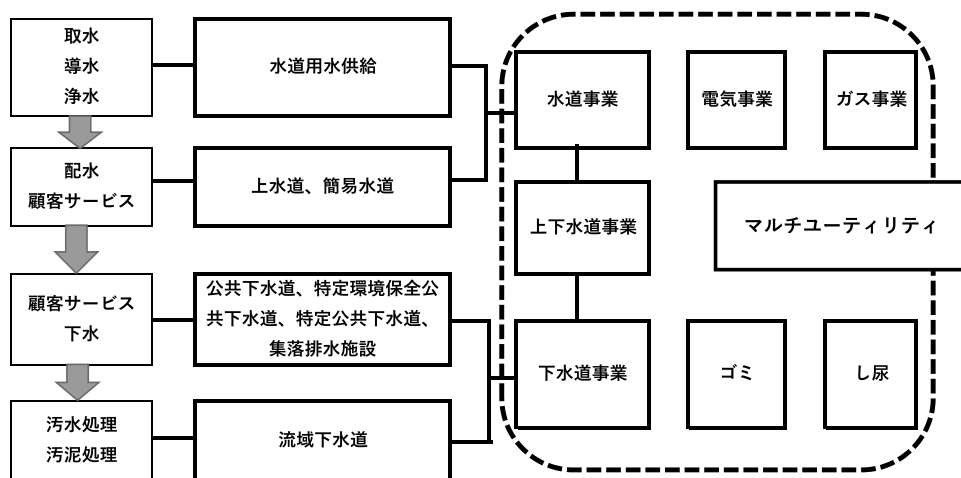 取水
導水
浄水
水道用水供給
配水
顧客サービス
上水道、簡易水道
顧客サービス
下水
公共下水道、特定環境保全公
共下水道、特定公共下水道、
集落排水施設
汚水処理
汚泥処理
流域下水道
水道事業
電気事業
ガス事業
上下水道事業
マルチユーティリティ
下水道事業
ゴミ
し尿